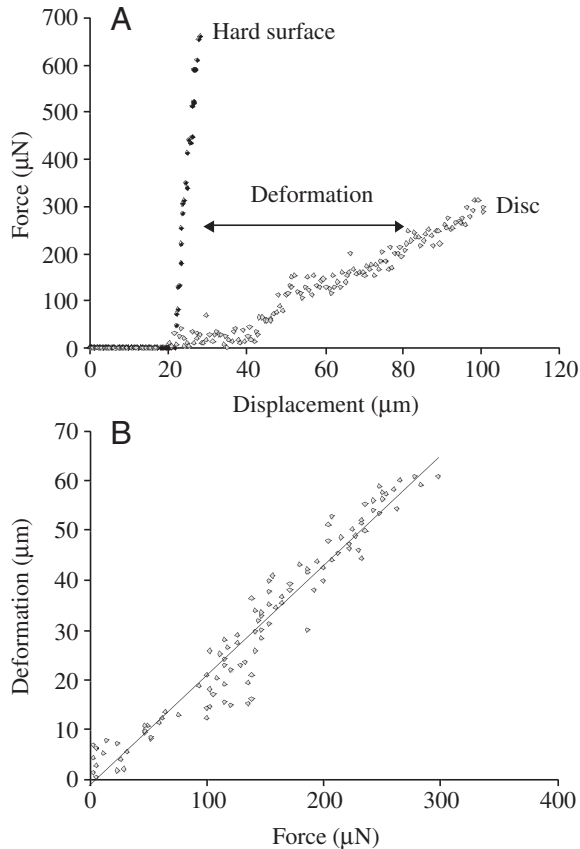 A
700
600
500
400
300
200
100
0
Force (μN)
Hard surface
Deformation
Disc
0 20 40 60 80 100 120
Displacement (μm)
B
70
60
50
40
30
20
10
0
Deformation (μm)
0 100 200 300 400
Force (μN)